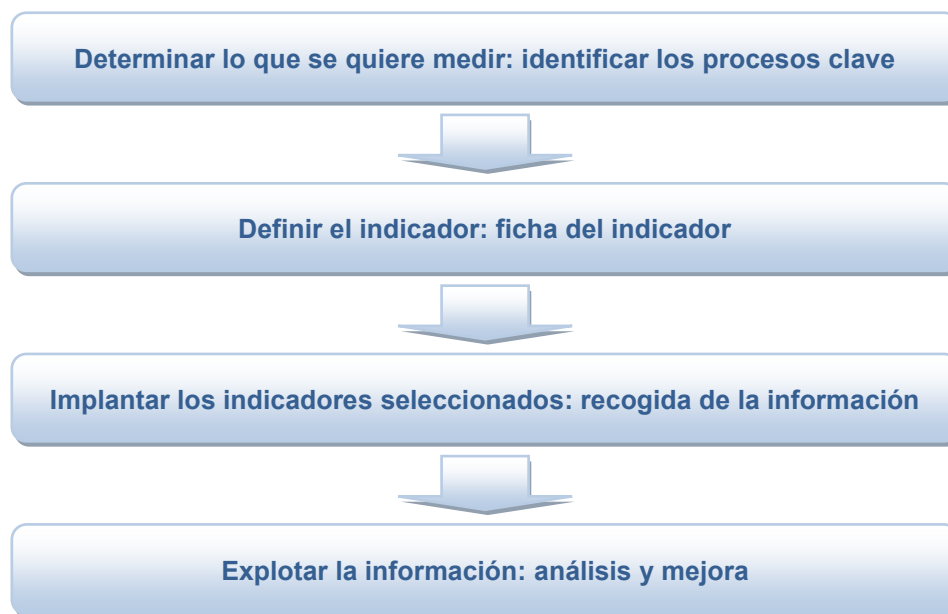 Determinar lo que se quiere medir: identificar los procesos clave
Definir el indicador: ficha del indicador
Implantar los indicadores seleccionados: recogida de la información
Explotar la información: análisis y mejora